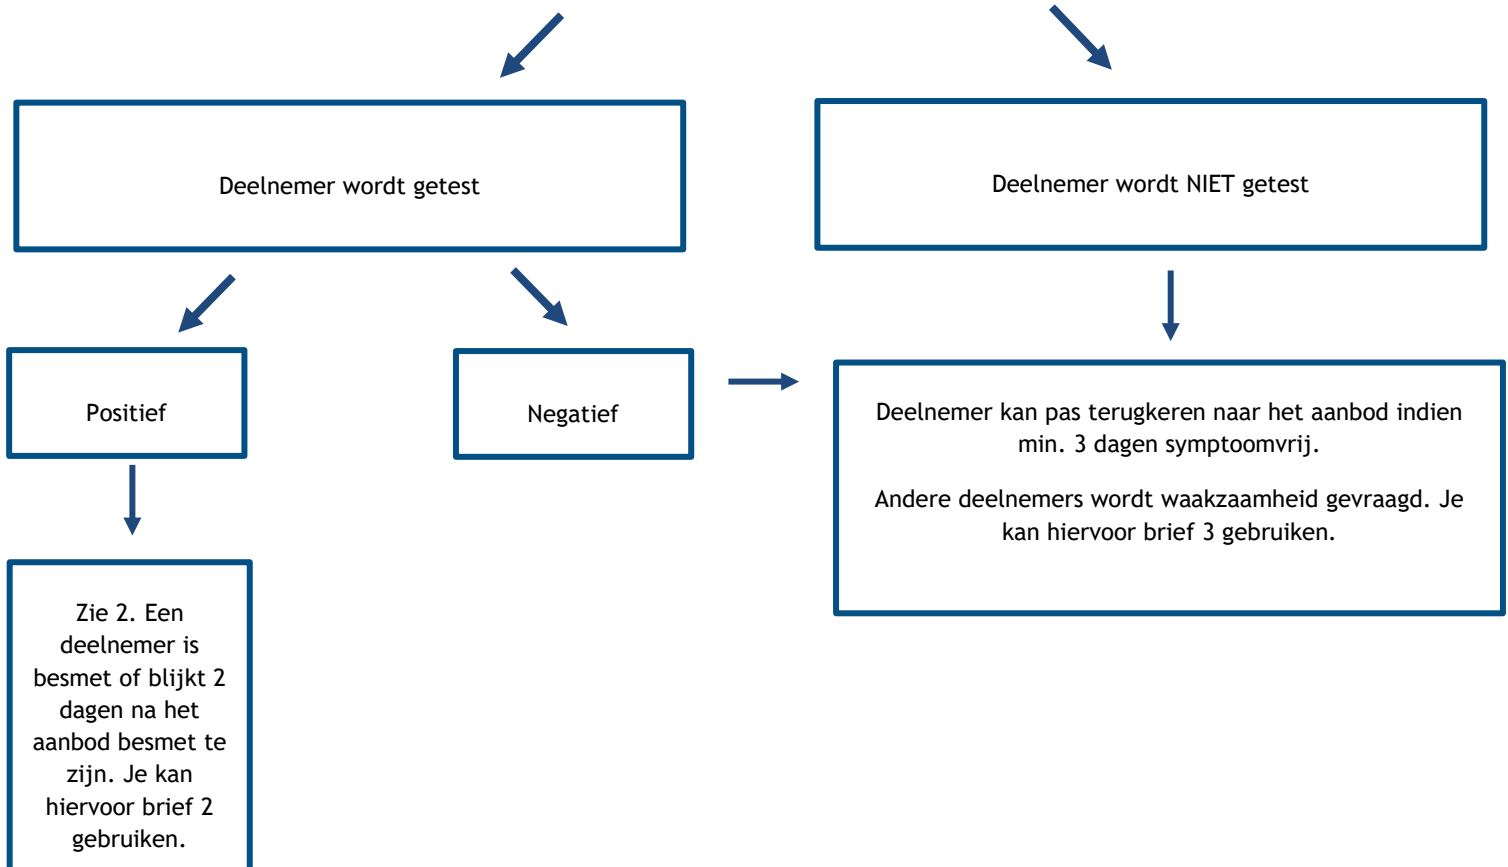 Deelnemer wordt getest
Deelnemer wordt NIET getest
Positief
Negatief
Deelnemer kan pas terugkeren naar het aanbod indien
min. 3 dagen symptoomvrij.
Andere deelnemers wordt waakzaamheid gevraagd. Je
kan hiervoor brief 3 gebruiken.
Zie 2. Een
deelnemer is
besmet of blijkt 2
dagen na het
aanbod besmet te
zijn. Je kan
hiervoor brief 2
gebruiken.